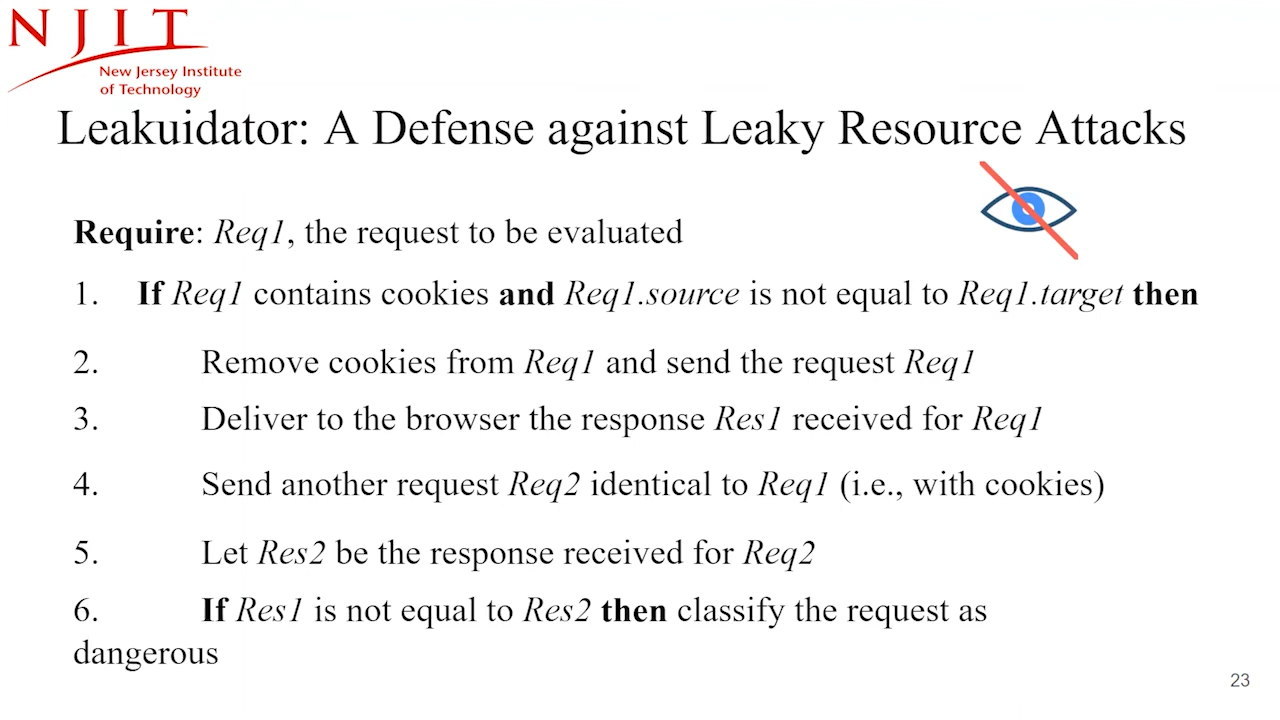 NJIT
New Jersey Institute
of Technology
Leakuidator: A Defense against Leaky Resource Attacks
Require: Req1, the request to be evaluated
1. If Req1 contains cookies and Req1.source is not equal to Req1.target then
2. Remove cookies from Req1 and send the request Req1
3. Deliver to the browser the response Res1 received for Req1
4. Send another request Req2 identical to Req1 (i.e., with cookies)
5. Let Res2 be the response received for Req2
6. If Res1 is not equal to Res2 then classify the request as
dangerous
23